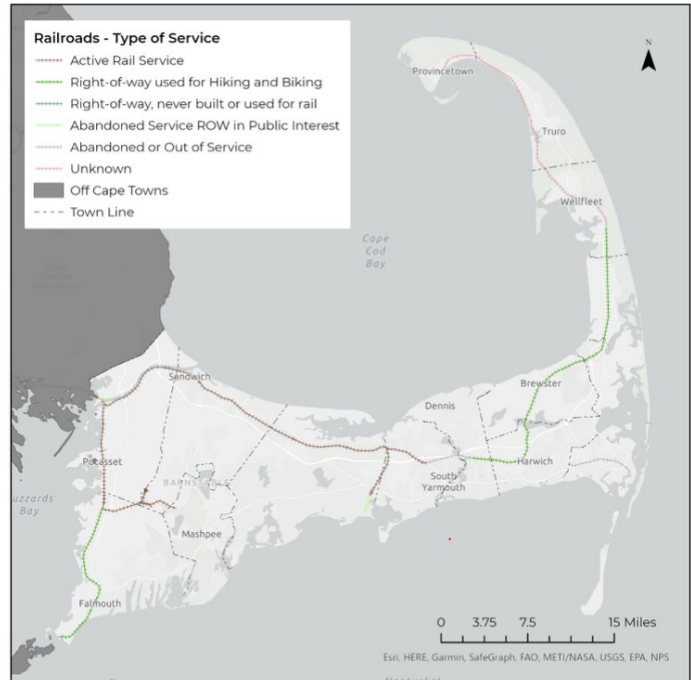 Railroads - Type of Service
Active Rail Service
Right-of-way used for Hiking and Biking
Right-of-way, never built or used for rail
Abandoned Service ROW in Public Interest
Abandoned or Out of Service
Unknown
Off Cape Towns
Town Line
N
Provincetown
Truro
Wellfleet
Cape
Cod
Bay
Sandwich
Brewster
Dennis
Pocasset
BARNSTABLE
Harwich
South
Yarmouth
uzzards
Bay
Mashpee
Falmouth
0 3.75 7.5 15 Miles
Esri, HERE, Garmin, SafeGraph, FAO, METI/NASA, USGS, EPA, NPS